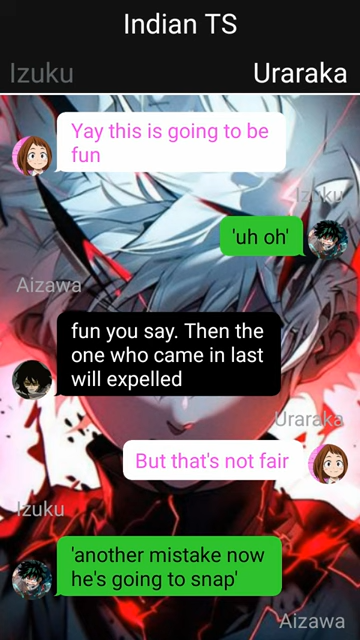 Indian TS
Izuku Uraraka
Yay this is going to be
fun
Izuku
'uh oh'
Aizawa
fun you say. Then the
one who came in last
will expelled
Uraraka
But that's not fair
Izuku
'another mistake now
he's going to snap'
Aizawa